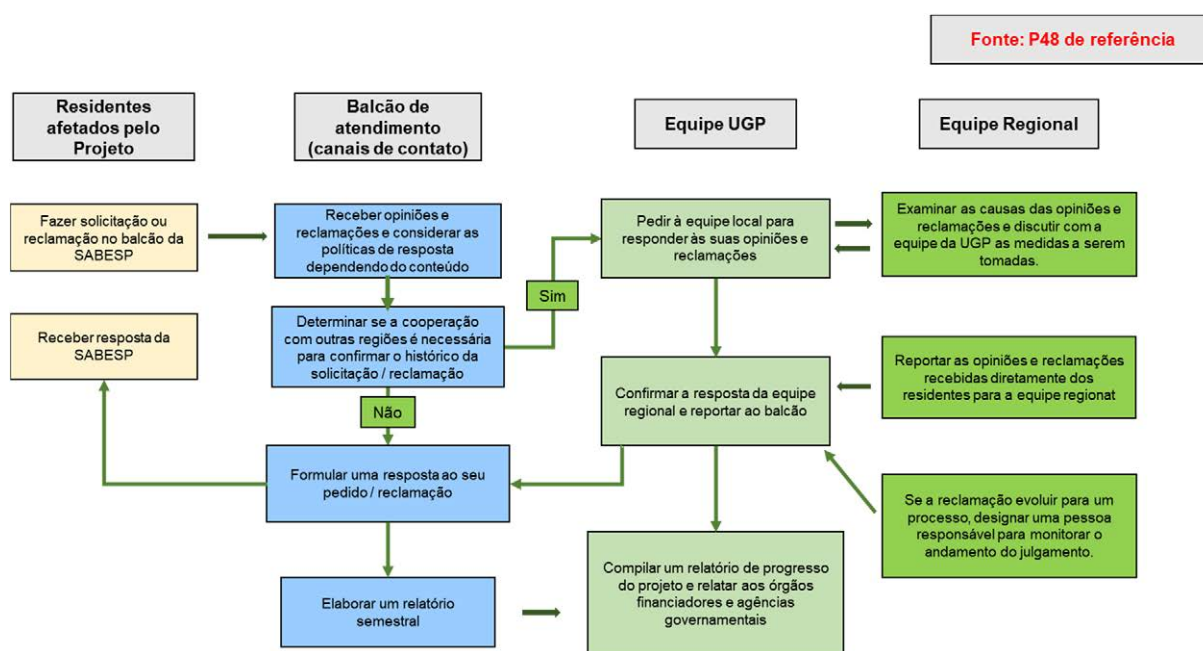 Fonte: P48 de referência
Residentes
afetados pelo
Projeto
Balcão de
atendimento
(canais de contato)
Equipe UGP
Equipe Regional
Fazer solicitação ou
reclamação no balcão da
SABESP
Receber opiniões e
reclamações e considerar as
políticas de resposta
dependendo do conteúdo
Pedir à equipe local para
responder às suas opiniões e
reclamações
Examinar as causas das opiniões e
reclamações e discutir com a
equipe da UGP as medidas a serem
tomadas.
Sim
Receber resposta da
SABESP
Determinar se a cooperação
com outras regiões é necessária
para confirmar o histórico da
solicitação / reclamação
Não
Confirmar a resposta da equipe
regional e reportar ao balcão
Reportar as opiniões e reclamações
recebidas diretamente dos
residentes para a equipe regionat
Formular uma resposta ao seu
pedido / reclamação
Se a reclamação evoluir para um
processo, designar uma pessoa
responsável para monitorar o
andamento do julgamento.
Elaborar um relatório
semestral
Compilar um relatório de progresso
do projeto e relatar aos órgãos
financiadores e agências
governamentais